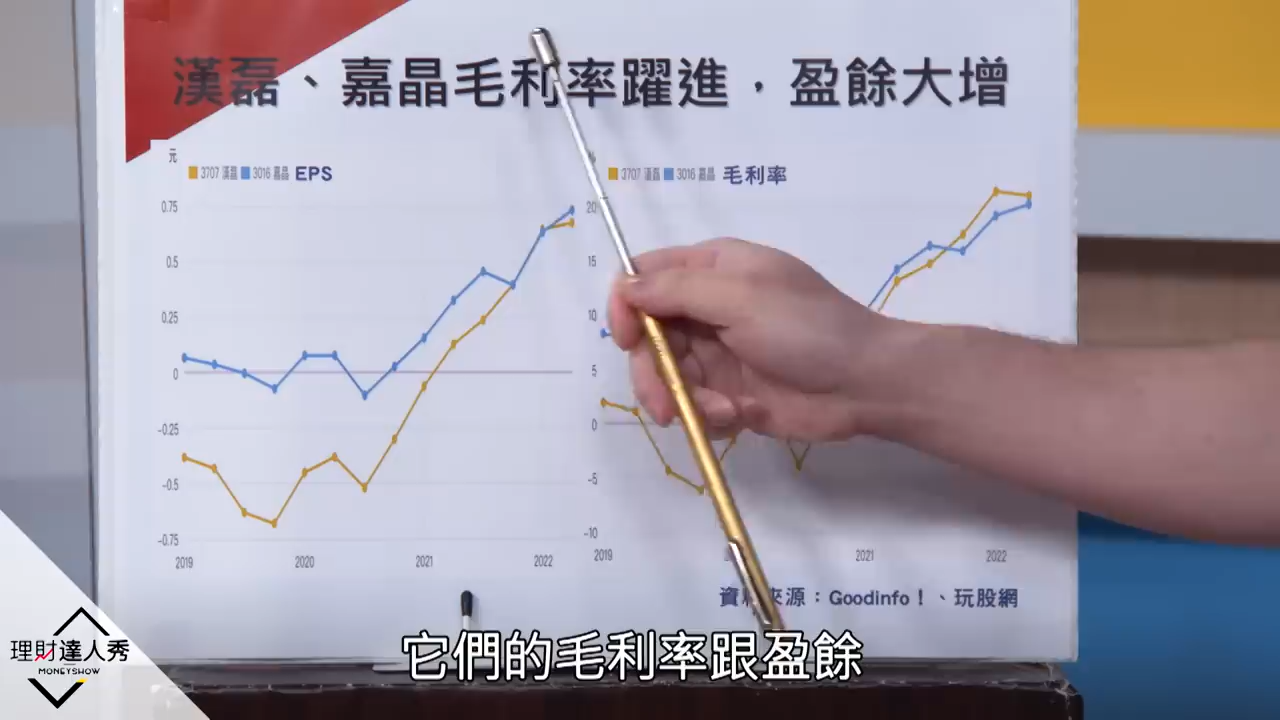 漢磊、嘉晶毛利率躍進，盈餘大增
元
3707 漢磊 3016 嘉晶 EPS
0.75
0.5
0.25
0
-0.25
-0.5
-0.75
2019 2020 2021 2022
3707 漢磊 3016 嘉晶 毛利率
20
15
10
5
0
-5
-10
2019 2021 2022
資料來源：Goodinfo！、玩股網
它們的毛利率跟盈餘
理財達人秀
MONEYSHOW